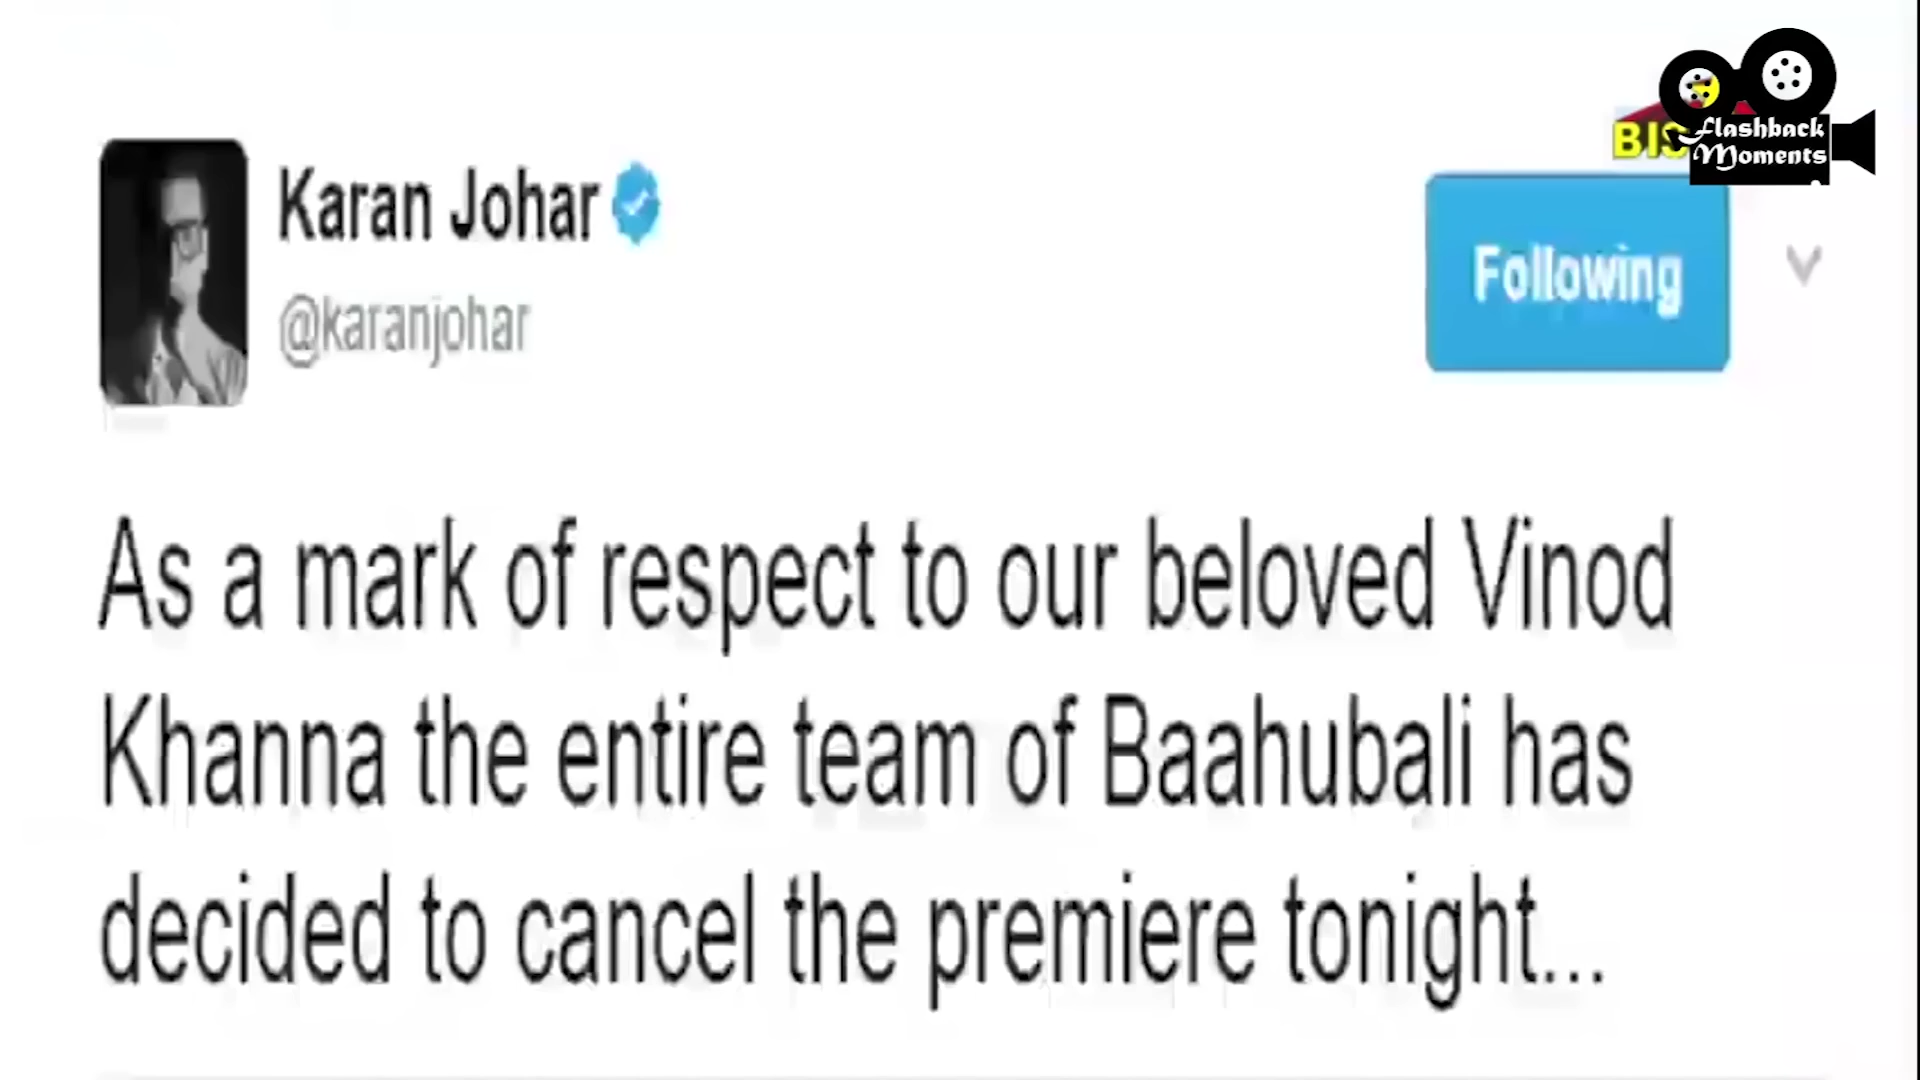 Flashback
Moments
Karan Johar
@karanjohar
Following
As a mark of respect to our beloved Vinod
Khanna the entire team of Baahubali has
decided to cancel the premiere tonight...